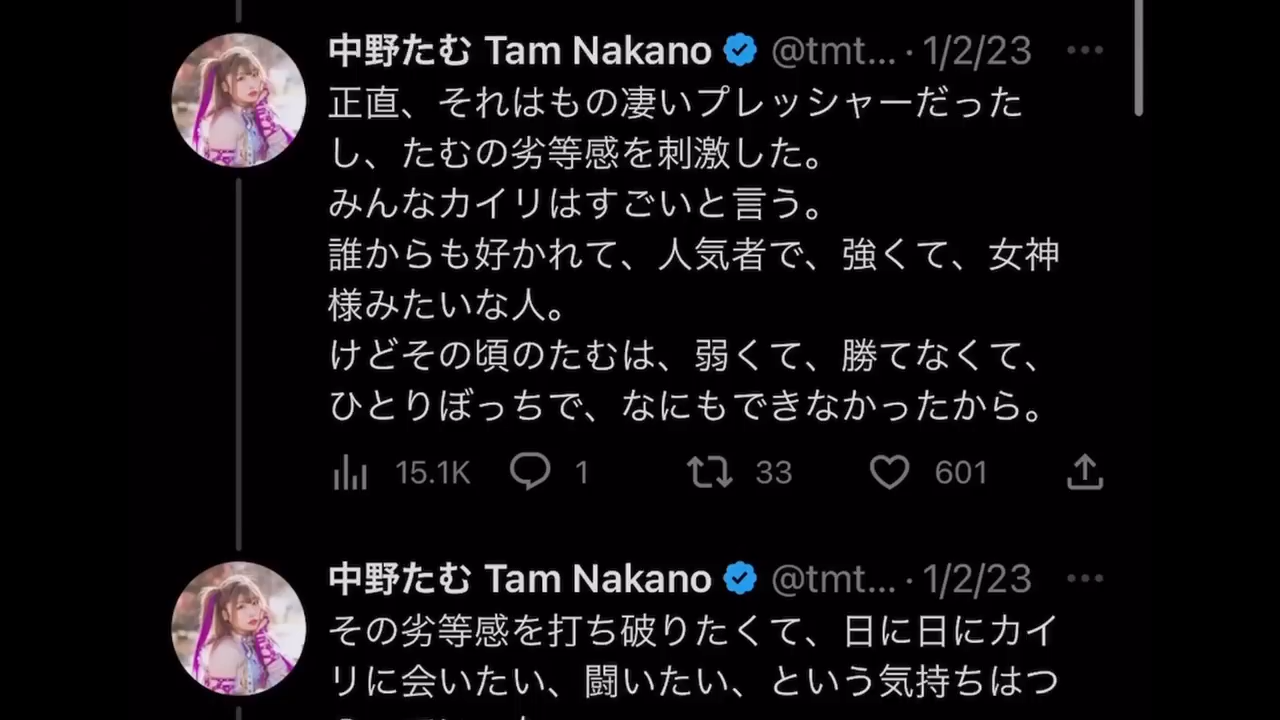 中野たむ Tam Nakano @tmt... · 1/2/23
正直、それはもの凄いプレッシャーだった
し、たむの劣等感を刺激した。
みんなカイリはすごいと言う。
誰からも好かれて、人気者で、強くて、女神
様みたいな人。
けどその頃のたむは、弱くて、勝てなくて、
ひとりぼっちで、なにもできなかったから。
15.1K 1 33 601
中野たむ Tam Nakano @tmt... · 1/2/23
その劣等感を打ち破りたくて、日に日にカイ
リに会いたい、闘いたい、という気持ちはつ